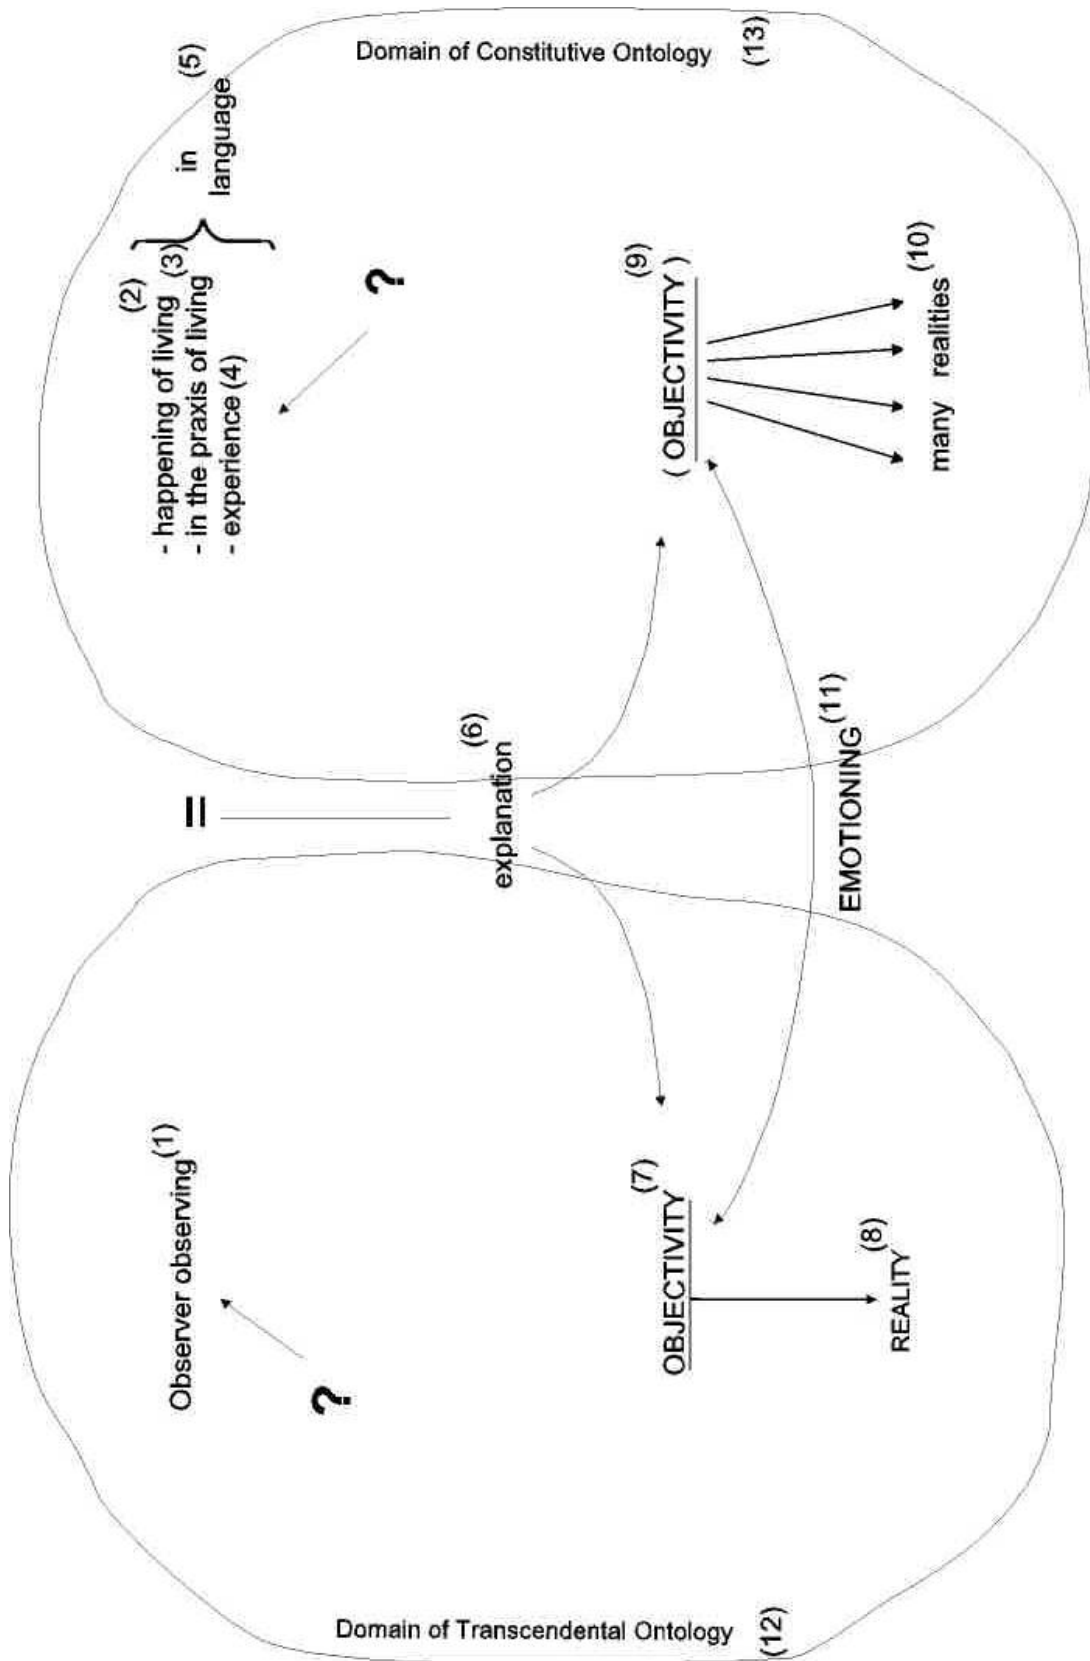 Observer observing (1)
=
- happening of living (2)
- in the praxis of living (3)
- experience (4)
in
language (5)
?
?
explanation (6)
OBJECTIVITY (7)
( OBJECTIVITY ) (9)
REALITY (8)
EMOTIONING (11)
many realities (10)
Domain of Transcendental Ontology
(12)
Domain of Constitutive Ontology
(13)